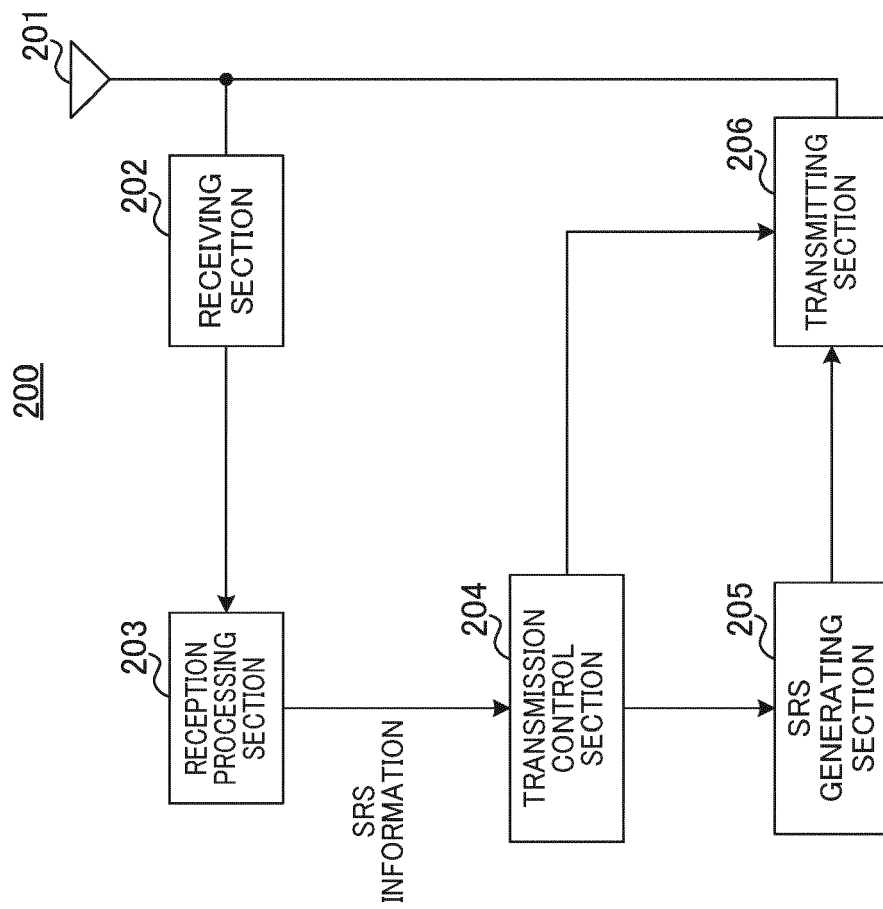 200
201
202
RECEIVING
SECTION
203
RECEPTION
PROCESSING
SECTION
SRS
INFORMATION
204
TRANSMISSION
CONTROL
SECTION
205
SRS
GENERATING
SECTION
206
TRANSMITTING
SECTION